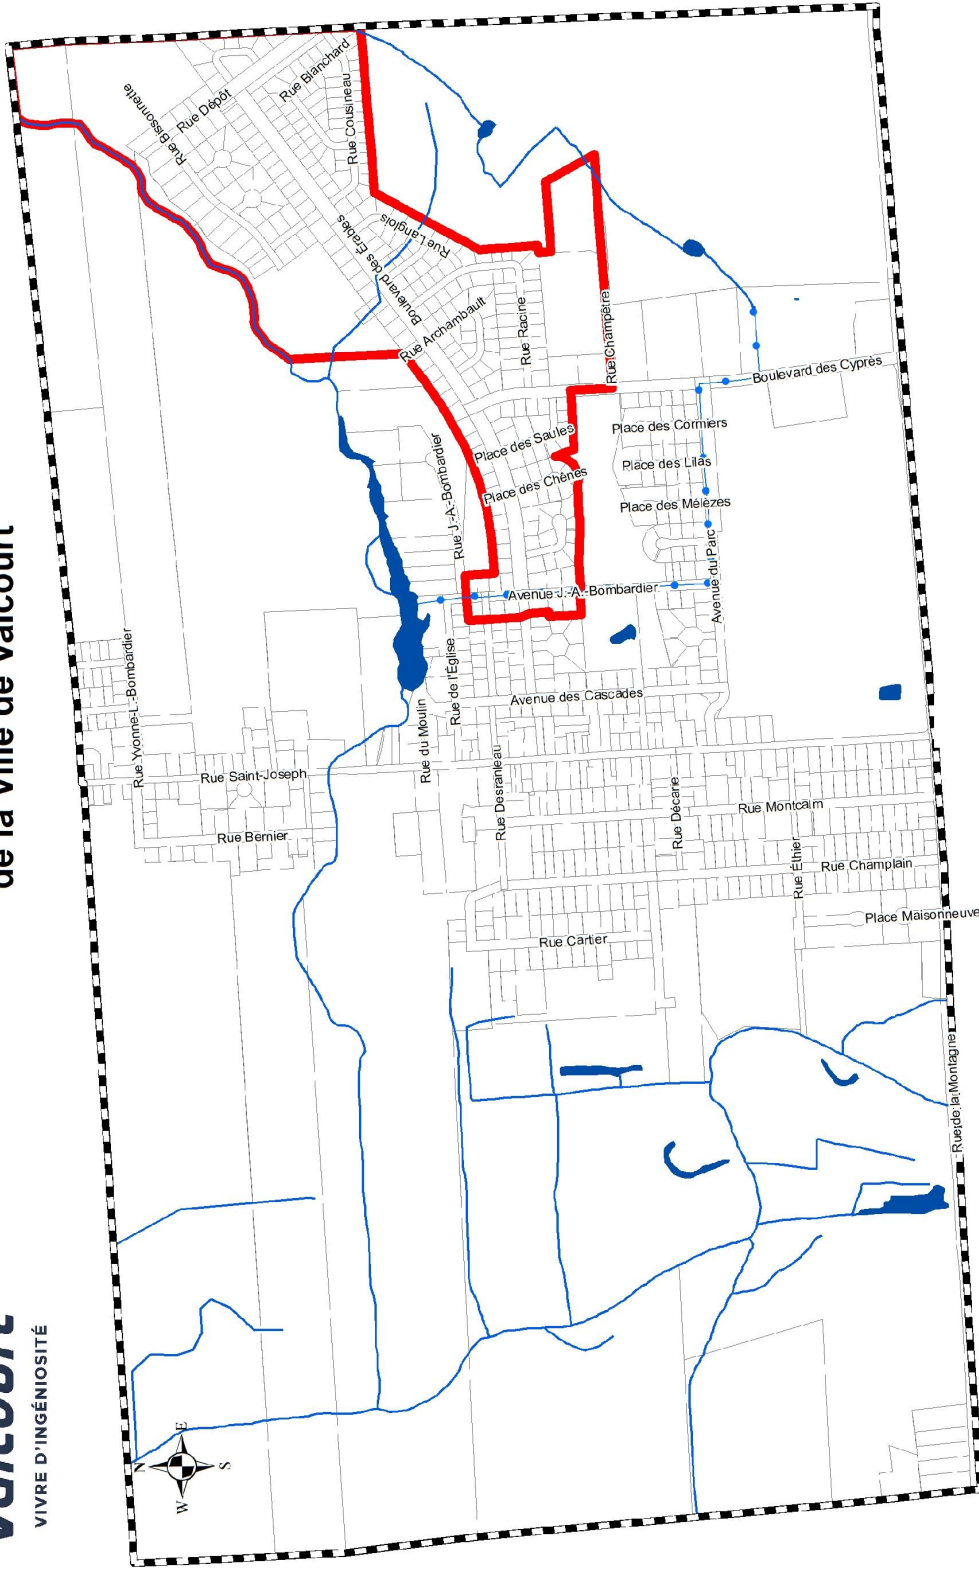 de la Ville de Valcourt
Valcourt
VIVRE D'INGÉNIOSITÉ
Rue Bissonnette
Rue Dépôt
Rue Blanchard
Rue Cousineau
Rue Langlois
Boulevard des Érables
Rue Archambault
Rue Racine
Rue Champêtre
Boulevard des Cyprès
Place des Saules
Place des Chênes
Place des Cormiers
Place des Lilas
Place des Mélèzes
Rue J.-A.-Bombardier
Avenue J.-A.-Bombardier
Avenue du Parc
Rue de l'Église
Avenue des Cascades
Rue du Moulin
Rue Yvonne-L.-Bombardier
Rue Saint-Joseph
Rue Bernier
Rue Desranleau
Rue Décarie
Rue Montcalm
Rue Éthier
Rue Champlain
Place Maisonneuve
Rue Cartier
Rue de la Montagne
N
E
W
S